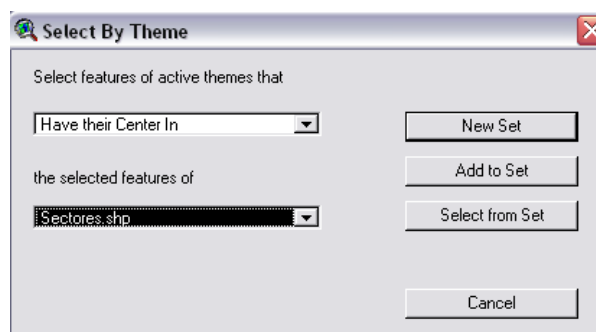 Select By Theme
Select features of active themes that
Have their Center In
New Set
the selected features of
Add to Set
Sectores.shp
Select from Set
Cancel